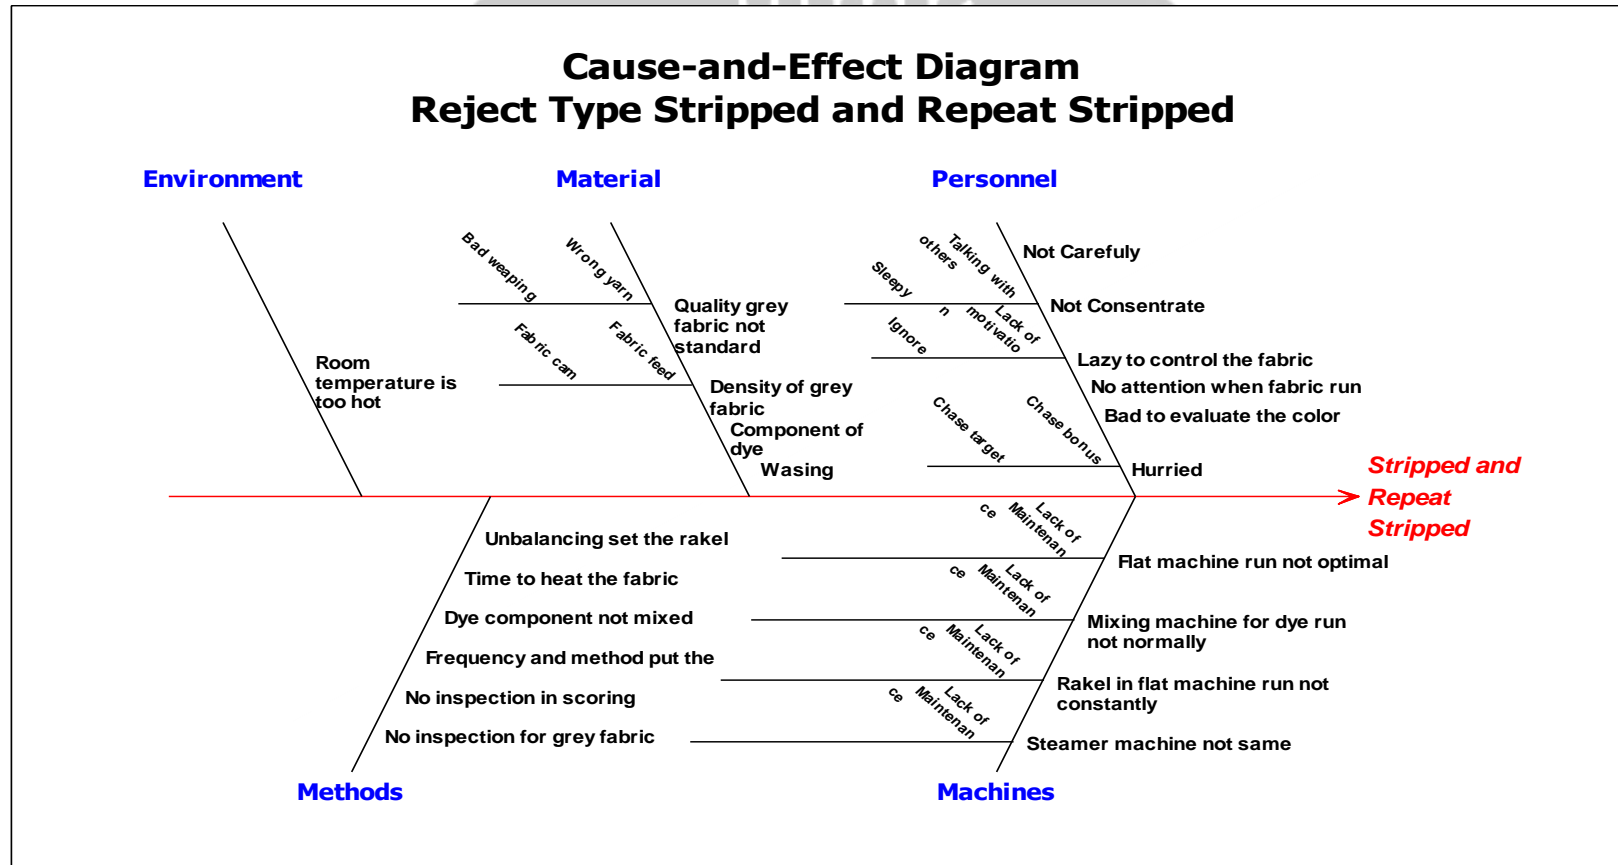 Cause-and-Effect Diagram
Reject Type Stripped and Repeat Stripped
Environment
Material
Personnel
Room
temperature is
too hot
Bad weaping
Wrong yarn
Quality grey
fabric not
standard
Fabric cam
Fabric feed
Density of grey
fabric
Component of
dye
Wasing
Not Carefuly
Sleepy
Talking with
others
Not Consentrate
Ignore
Lack of
motivatio
n
Lazy to control the fabric
No attention when fabric run
Bad to evaluate the color
Chase target
Chase bonus
Hurried
Stripped and
Repeat
Stripped
Unbalancing set the rakel
Time to heat the fabric
Dye component not mixed
Frequency and method put the
No inspection in scoring
No inspection for grey fabric
Lack of
Maintenan
ce
Flat machine run not optimal
Lack of
Maintenan
ce
Mixing machine for dye run
not normally
Lack of
Maintenan
ce
Rakel in flat machine run not
constantly
Lack of
Maintenan
ce
Steamer machine not same
Methods
Machines